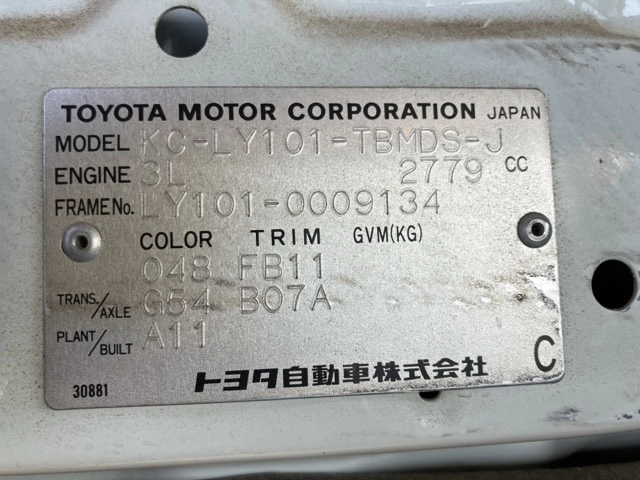 TOYOTA MOTOR CORPORATION JAPAN
MODEL KC-LY101-TBMDS-J
ENGINE 3L 2779 CC
FRAME No. LY101-0009134
COLOR TRIM GVM(KG)
048 FB11
TRANS./AXLE G54 B07A
PLANT/BUILT A11
トヨタ自動車株式会社 C
30881